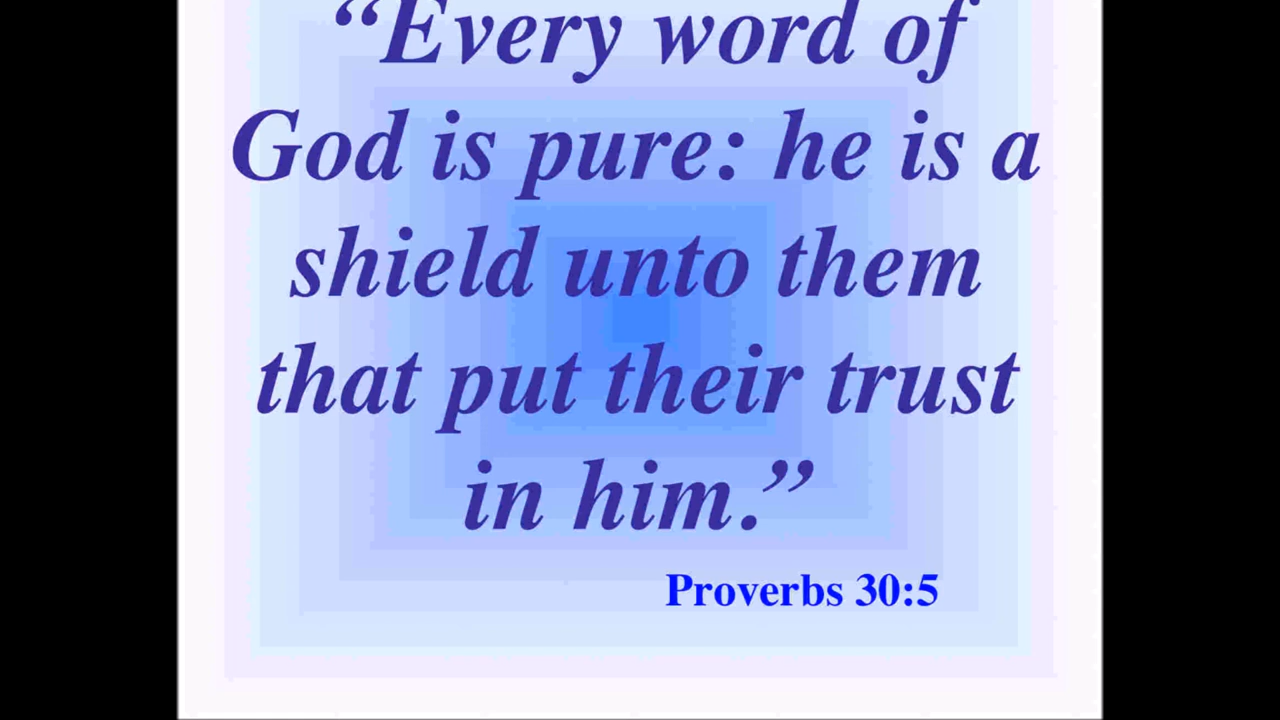 “Every word of
God is pure: he is a
shield unto them
that put their trust
in him.”
Proverbs 30:5